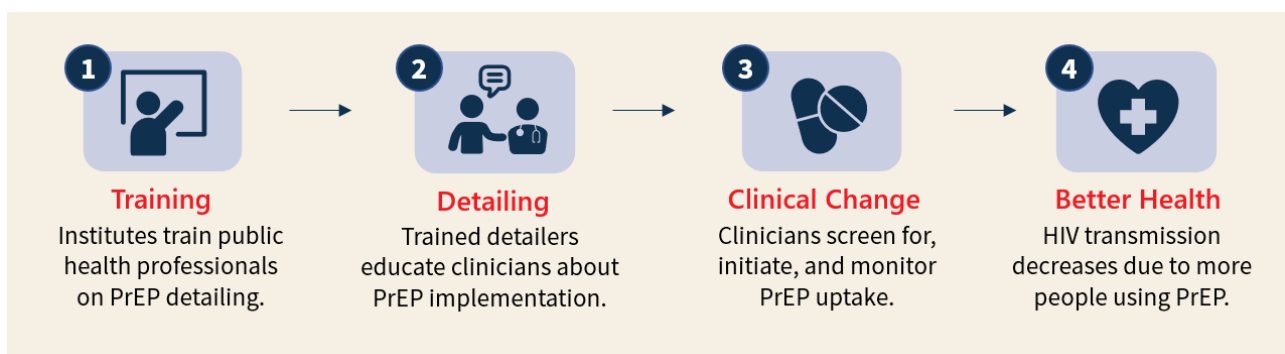 1
Training
Institutes train public
health professionals
on PrEP detailing.
2
Detailing
Trained detailers
educate clinicians about
PrEP implementation.
3
Clinical Change
Clinicians screen for,
initiate, and monitor
PrEP uptake.
4
Better Health
HIV transmission
decreases due to more
people using PrEP.